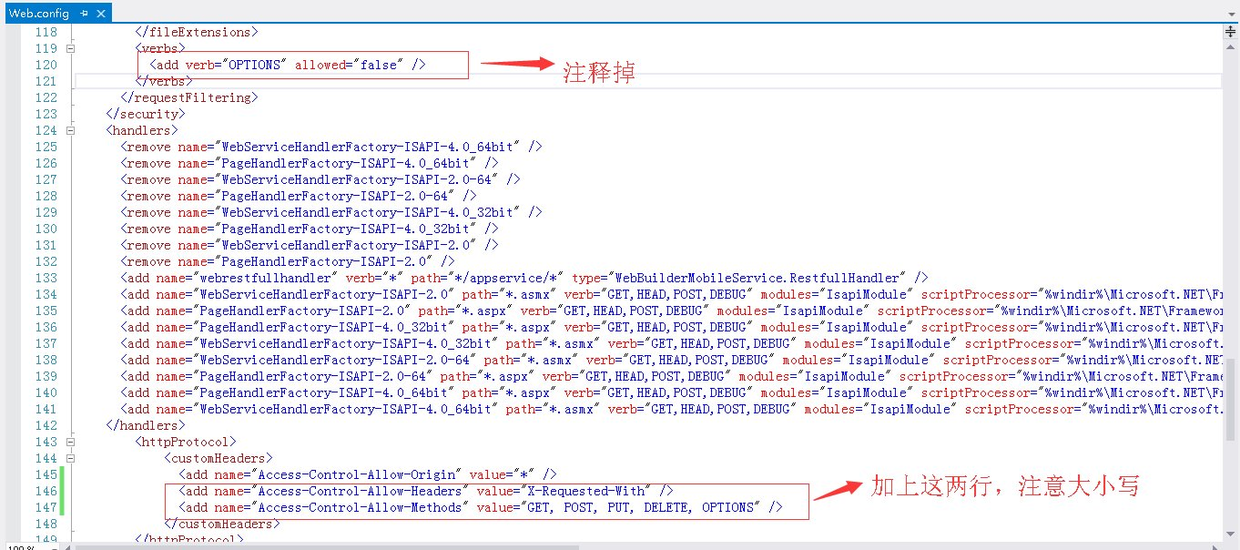 Web.config
118 </fileExtensions>
119 <verbs>
120 <add verb="OPTIONS" allowed="false" />
注释掉
121 </verbs>
122 </requestFiltering>
123 </security>
124 <handlers>
125 <remove name="WebServiceHandlerFactory-ISAPI-4.0_64bit" />
126 <remove name="PageHandlerFactory-ISAPI-4.0_64bit" />
127 <remove name="WebServiceHandlerFactory-ISAPI-2.0-64" />
128 <remove name="PageHandlerFactory-ISAPI-2.0-64" />
129 <remove name="WebServiceHandlerFactory-ISAPI-4.0_32bit" />
130 <remove name="PageHandlerFactory-ISAPI-4.0_32bit" />
131 <remove name="WebServiceHandlerFactory-ISAPI-2.0" />
132 <remove name="PageHandlerFactory-ISAPI-2.0" />
133 <add name="webrestfullhandler" verb="*" path="*/appservice/*" type="WebBuilderMobileService.RestfullHandler" />
134 <add name="WebServiceHandlerFactory-ISAPI-2.0" path="*.asmx" verb="GET,HEAD,POST,DEBUG" modules="IsapiModule" scriptProcessor="%windir%\Microsoft.NET\Fr
135 <add name="PageHandlerFactory-ISAPI-2.0" path="*.aspx" verb="GET,HEAD,POST,DEBUG" modules="IsapiModule" scriptProcessor="%windir%\Microsoft.NET\Framewor
136 <add name="PageHandlerFactory-ISAPI-4.0_32bit" path="*.aspx" verb="GET,HEAD,POST,DEBUG" modules="IsapiModule" scriptProcessor="%windir%\Microsoft.NET\Fr
137 <add name="WebServiceHandlerFactory-ISAPI-4.0_32bit" path="*.asmx" verb="GET,HEAD,POST,DEBUG" modules="IsapiModule" scriptProcessor="%windir%\Microsoft.
138 <add name="WebServiceHandlerFactory-ISAPI-2.0-64" path="*.asmx" verb="GET,HEAD,POST,DEBUG" modules="IsapiModule" scriptProcessor="%windir%\Microsoft.NET
139 <add name="PageHandlerFactory-ISAPI-2.0-64" path="*.aspx" verb="GET,HEAD,POST,DEBUG" modules="IsapiModule" scriptProcessor="%windir%\Microsoft.NET\Fram
140 <add name="PageHandlerFactory-ISAPI-4.0_64bit" path="*.aspx" verb="GET,HEAD,POST,DEBUG" modules="IsapiModule" scriptProcessor="%windir%\Microsoft.NET\Fr
141 <add name="WebServiceHandlerFactory-ISAPI-4.0_64bit" path="*.asmx" verb="GET,HEAD,POST,DEBUG" modules="IsapiModule" scriptProcessor="%windir%\Microsoft.
142 </handlers>
143 <httpProtocol>
144 <customHeaders>
145 <add name="Access-Control-Allow-Origin" value="*" />
146 <add name="Access-Control-Allow-Headers" value="X-Requested-With" />
加上这两行，注意大小写
147 <add name="Access-Control-Allow-Methods" value="GET, POST, PUT, DELETE, OPTIONS" />
148 </customHeaders>
149 </httpProtocol>
100 %